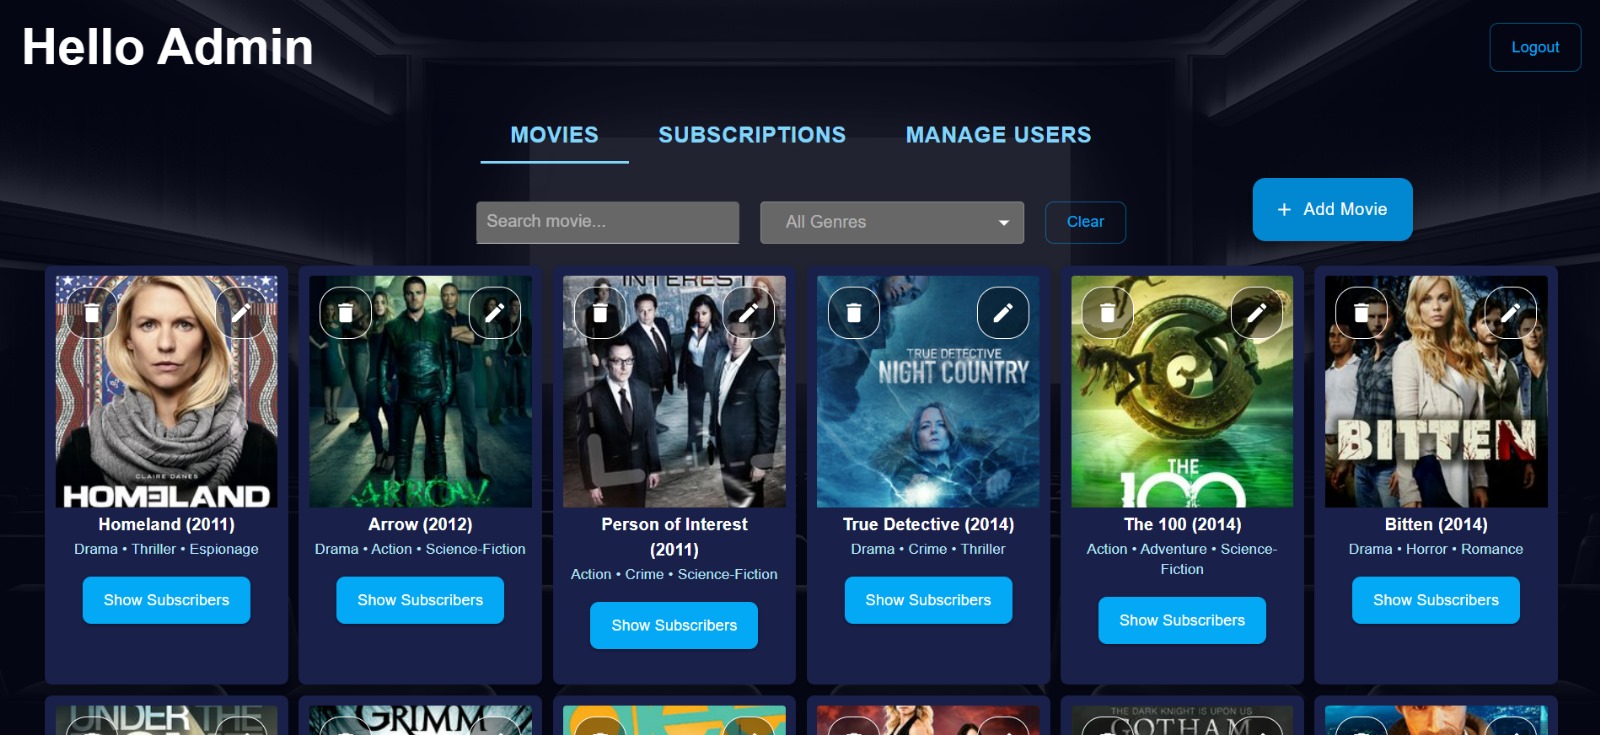 Hello Admin
Logout
MOVIES
SUBSCRIPTIONS
MANAGE USERS
Search movie...
All Genres
Clear
+ Add Movie
CLAIRE DANES
HOMELAND
Homeland (2011)
Drama • Thriller • Espionage
Show Subscribers
ARROW
Arrow (2012)
Drama • Action • Science-Fiction
Show Subscribers
INTEREST
Person of Interest
(2011)
Action • Crime • Science-Fiction
Show Subscribers
TRUE DETECTIVE
NIGHT COUNTRY
True Detective (2014)
Drama • Crime • Thriller
Show Subscribers
THE
100
The 100 (2014)
Action • Adventure • Science-
Fiction
Show Subscribers
BITTEN
Bitten (2014)
Drama • Horror • Romance
Show Subscribers
UNDER THE
GRIMM
THE DARK KNIGHT IS UPON US
GOTHAM